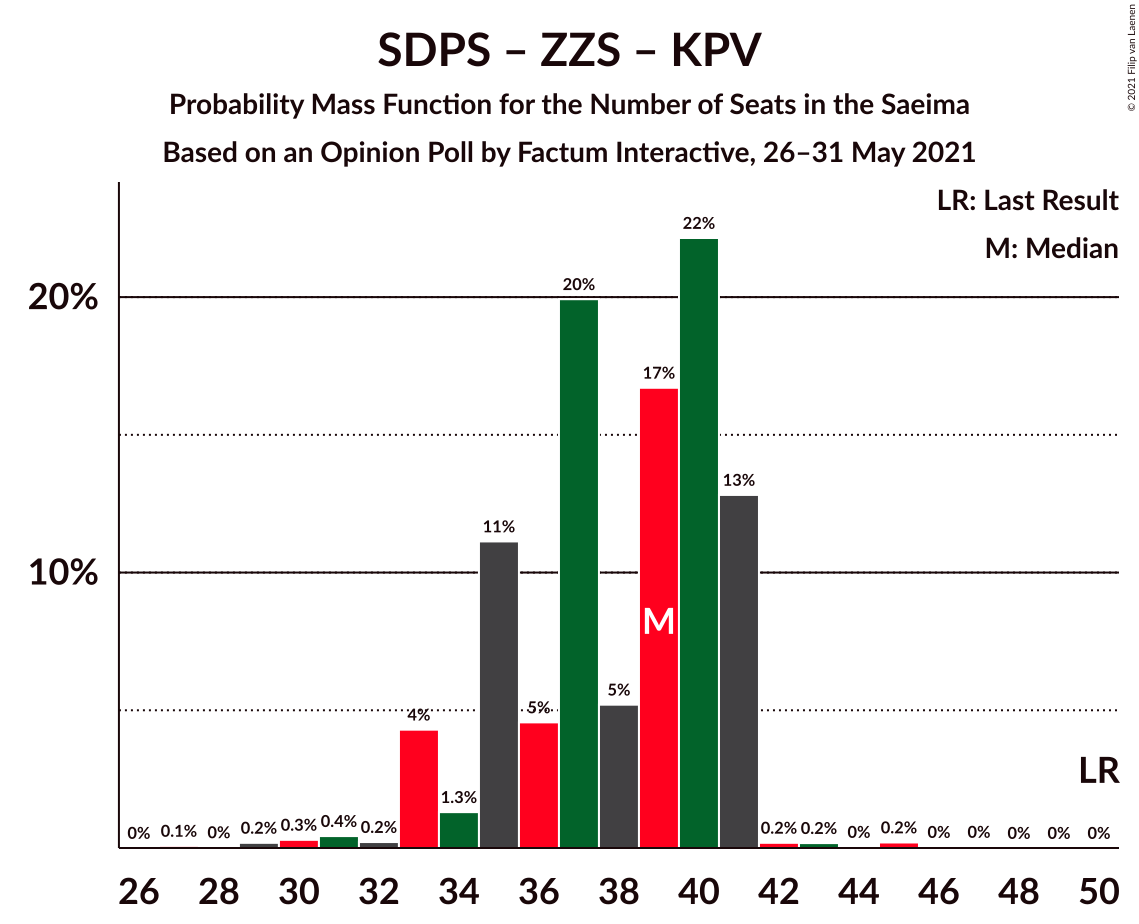 SDPS – ZZS – KPV
Probability Mass Function for the Number of Seats in the Saeima
Based on an Opinion Poll by Factum Interactive, 26–31 May 2021
© 2021 Filip van Laenen
LR: Last Result
M: Median
20%
10%
0% 0.1% 0% 0.2% 0.3% 0.4% 0.2% 4% 1.3% 11% 5% 20% 5% 17% 22% 13% 0.2% 0.2% 0% 0.2% 0% 0% 0% 0% 0%
M
LR
26 28 30 32 34 36 38 40 42 44 46 48 50